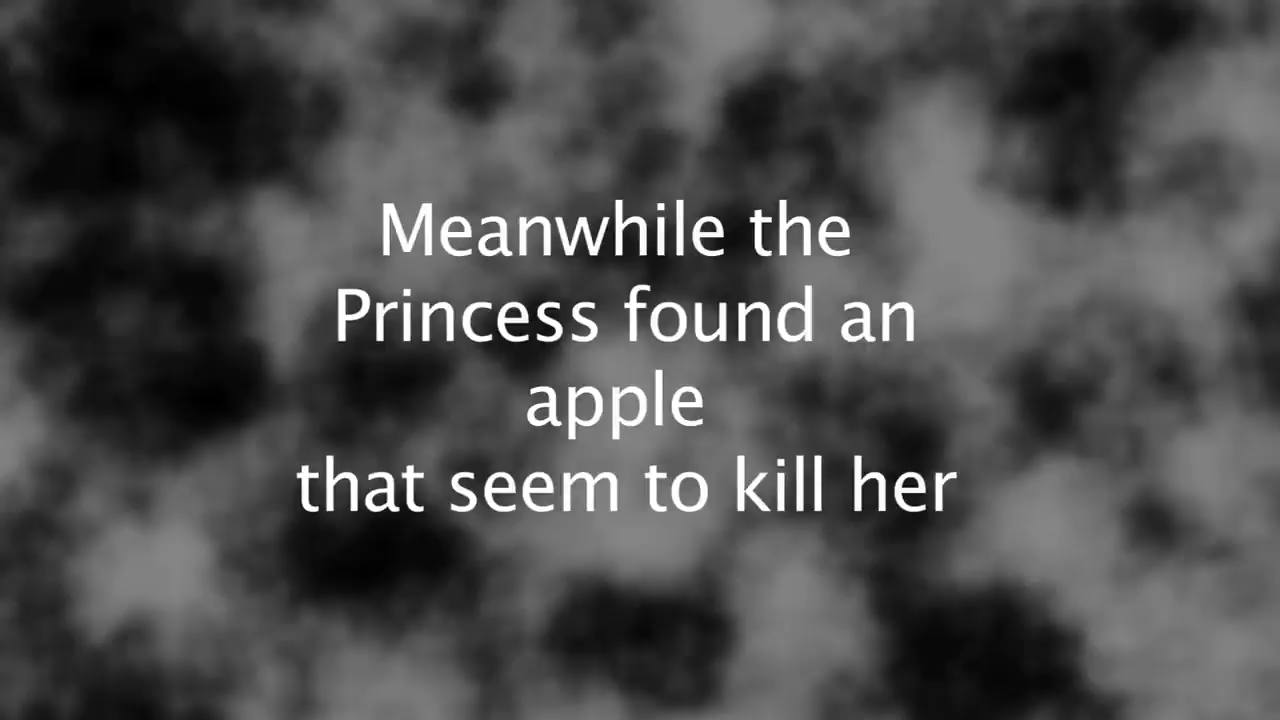 Meanwhile the
Princess found an
apple
that seem to kill her